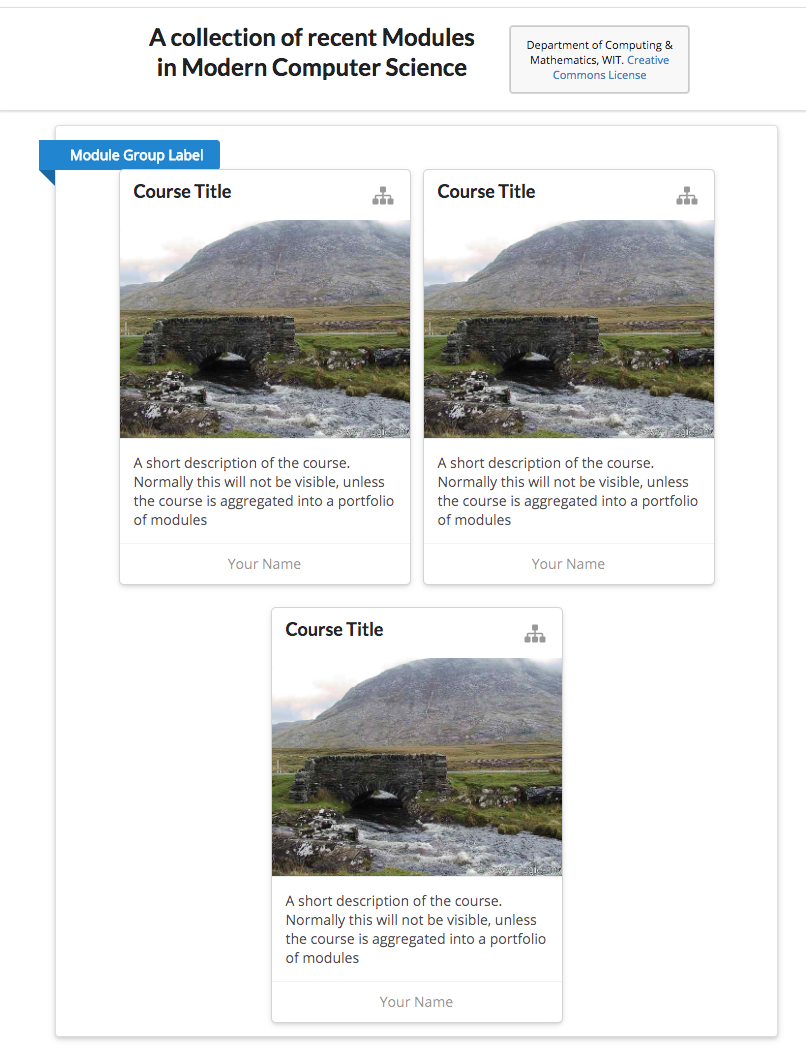 A collection of recent Modules
in Modern Computer Science
Department of Computing &
Mathematics, WIT. Creative
Commons License
Module Group Label
Course Title
Course Title
A short description of the course.
Normally this will not be visible, unless
the course is aggregated into a portfolio
of modules
Your Name
A short description of the course.
Normally this will not be visible, unless
the course is aggregated into a portfolio
of modules
Your Name
Course Title
A short description of the course.
Normally this will not be visible, unless
the course is aggregated into a portfolio
of modules
Your Name